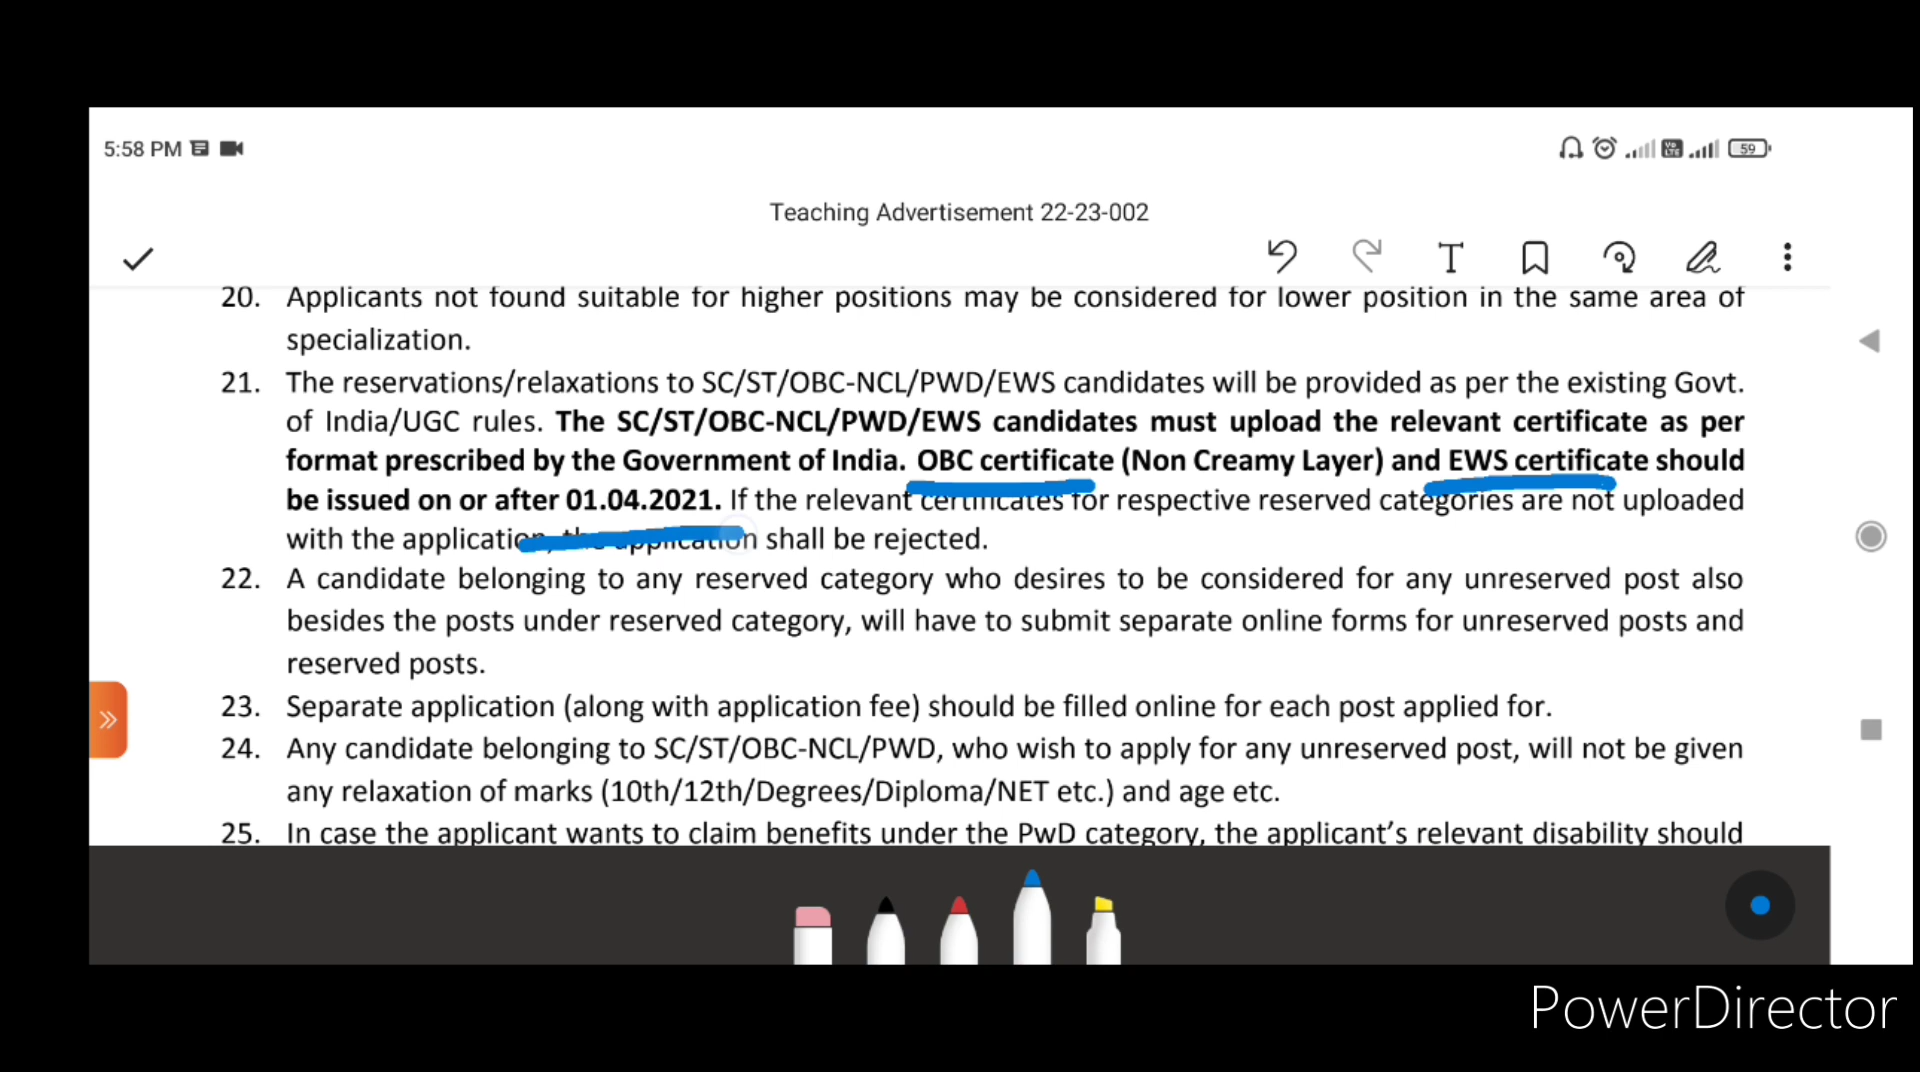 5:58 PM
Vo LTE
59
Teaching Advertisement 22-23-002
T
20. Applicants not found suitable for higher positions may be considered for lower position in the same area of
specialization.
21. The reservations/relaxations to SC/ST/OBC-NCL/PWD/EWS candidates will be provided as per the existing Govt.
of India/UGC rules. The SC/ST/OBC-NCL/PWD/EWS candidates must upload the relevant certificate as per
format prescribed by the Government of India. OBC certificate (Non Creamy Layer) and EWS certificate should
be issued on or after 01.04.2021. If the relevant certificates for respective reserved categories are not uploaded
with the application, the application shall be rejected.
22. A candidate belonging to any reserved category who desires to be considered for any unreserved post also
besides the posts under reserved category, will have to submit separate online forms for unreserved posts and
reserved posts.
23. Separate application (along with application fee) should be filled online for each post applied for.
24. Any candidate belonging to SC/ST/OBC-NCL/PWD, who wish to apply for any unreserved post, will not be given
any relaxation of marks (10th/12th/Degrees/Diploma/NET etc.) and age etc.
25. In case the applicant wants to claim benefits under the PwD category, the applicant’s relevant disability should
PowerDirector